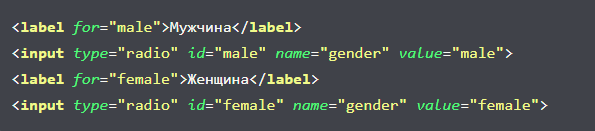 <label for="male">Мужчина</label>
<input type="radio" id="male" name="gender" value="male">
<label for="female">Женщина</label>
<input type="radio" id="female" name="gender" value="female">